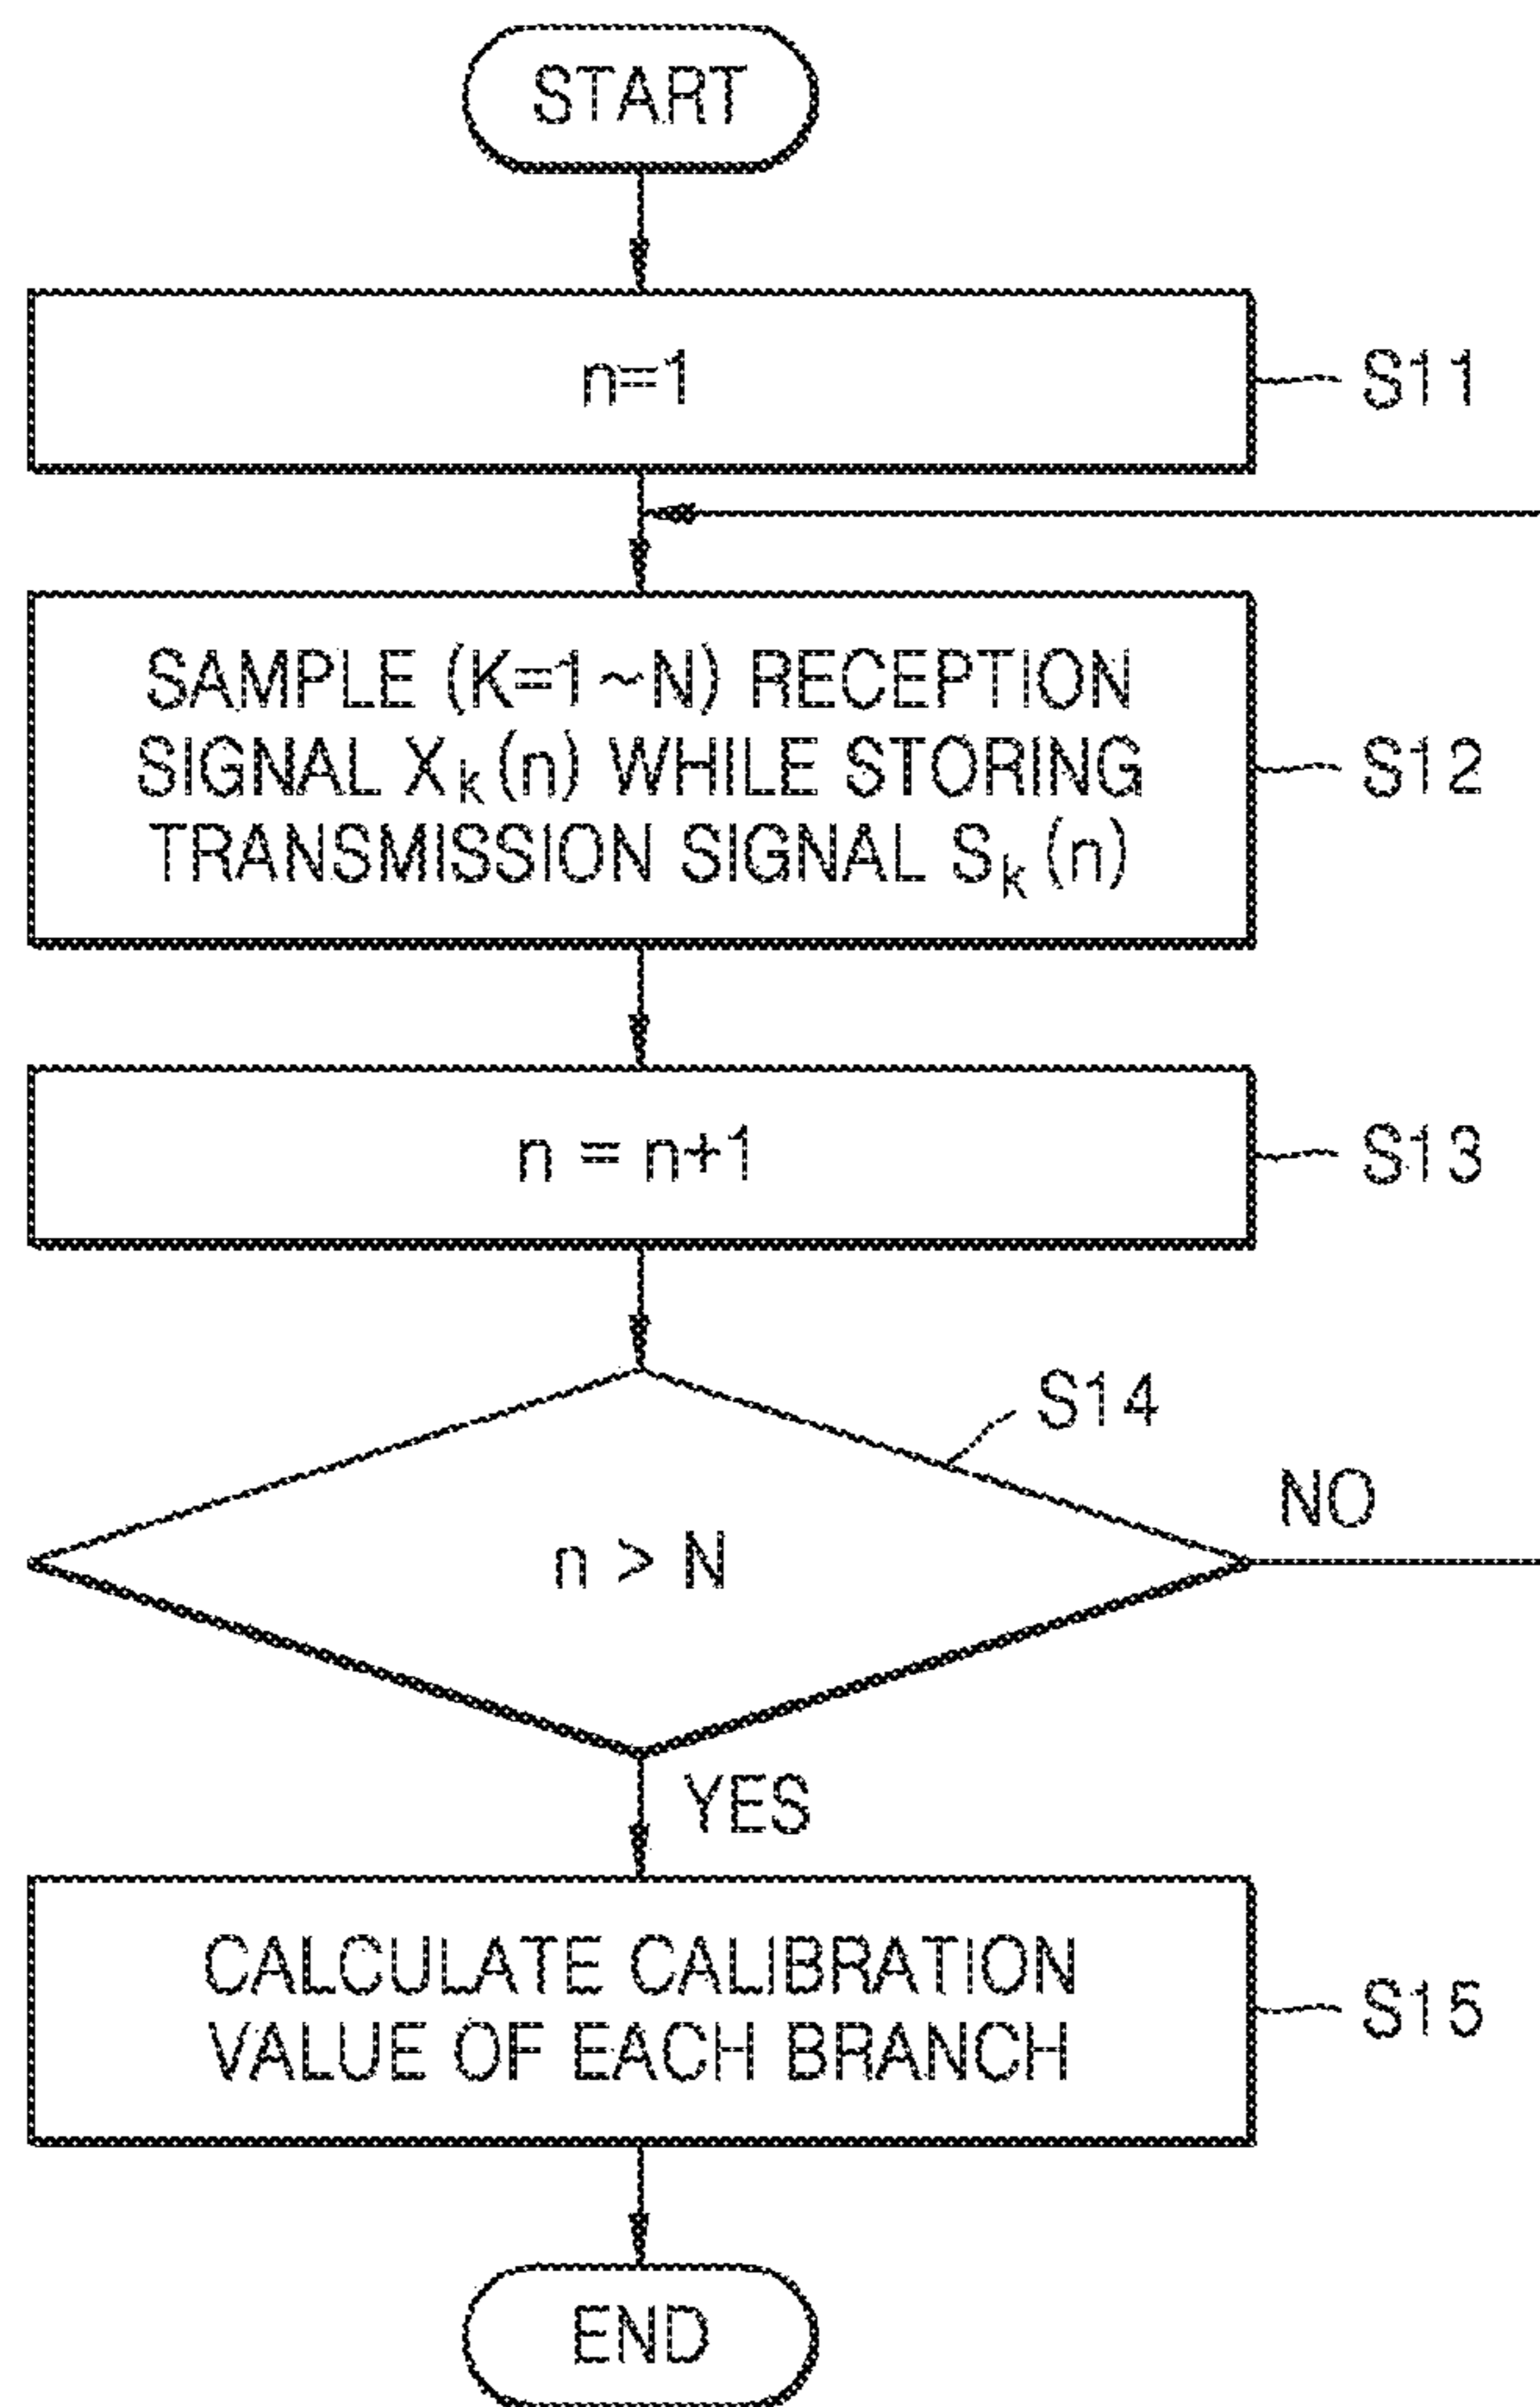 START
n=1
S11
SAMPLE (K=1~N) RECEPTION
SIGNAL Xk(n) WHILE STORING
TRANSMISSION SIGNAL Sk(n)
S12
n = n+1
S13
S14
n > N
NO
YES
CALCULATE CALIBRATION
VALUE OF EACH BRANCH
S15
END